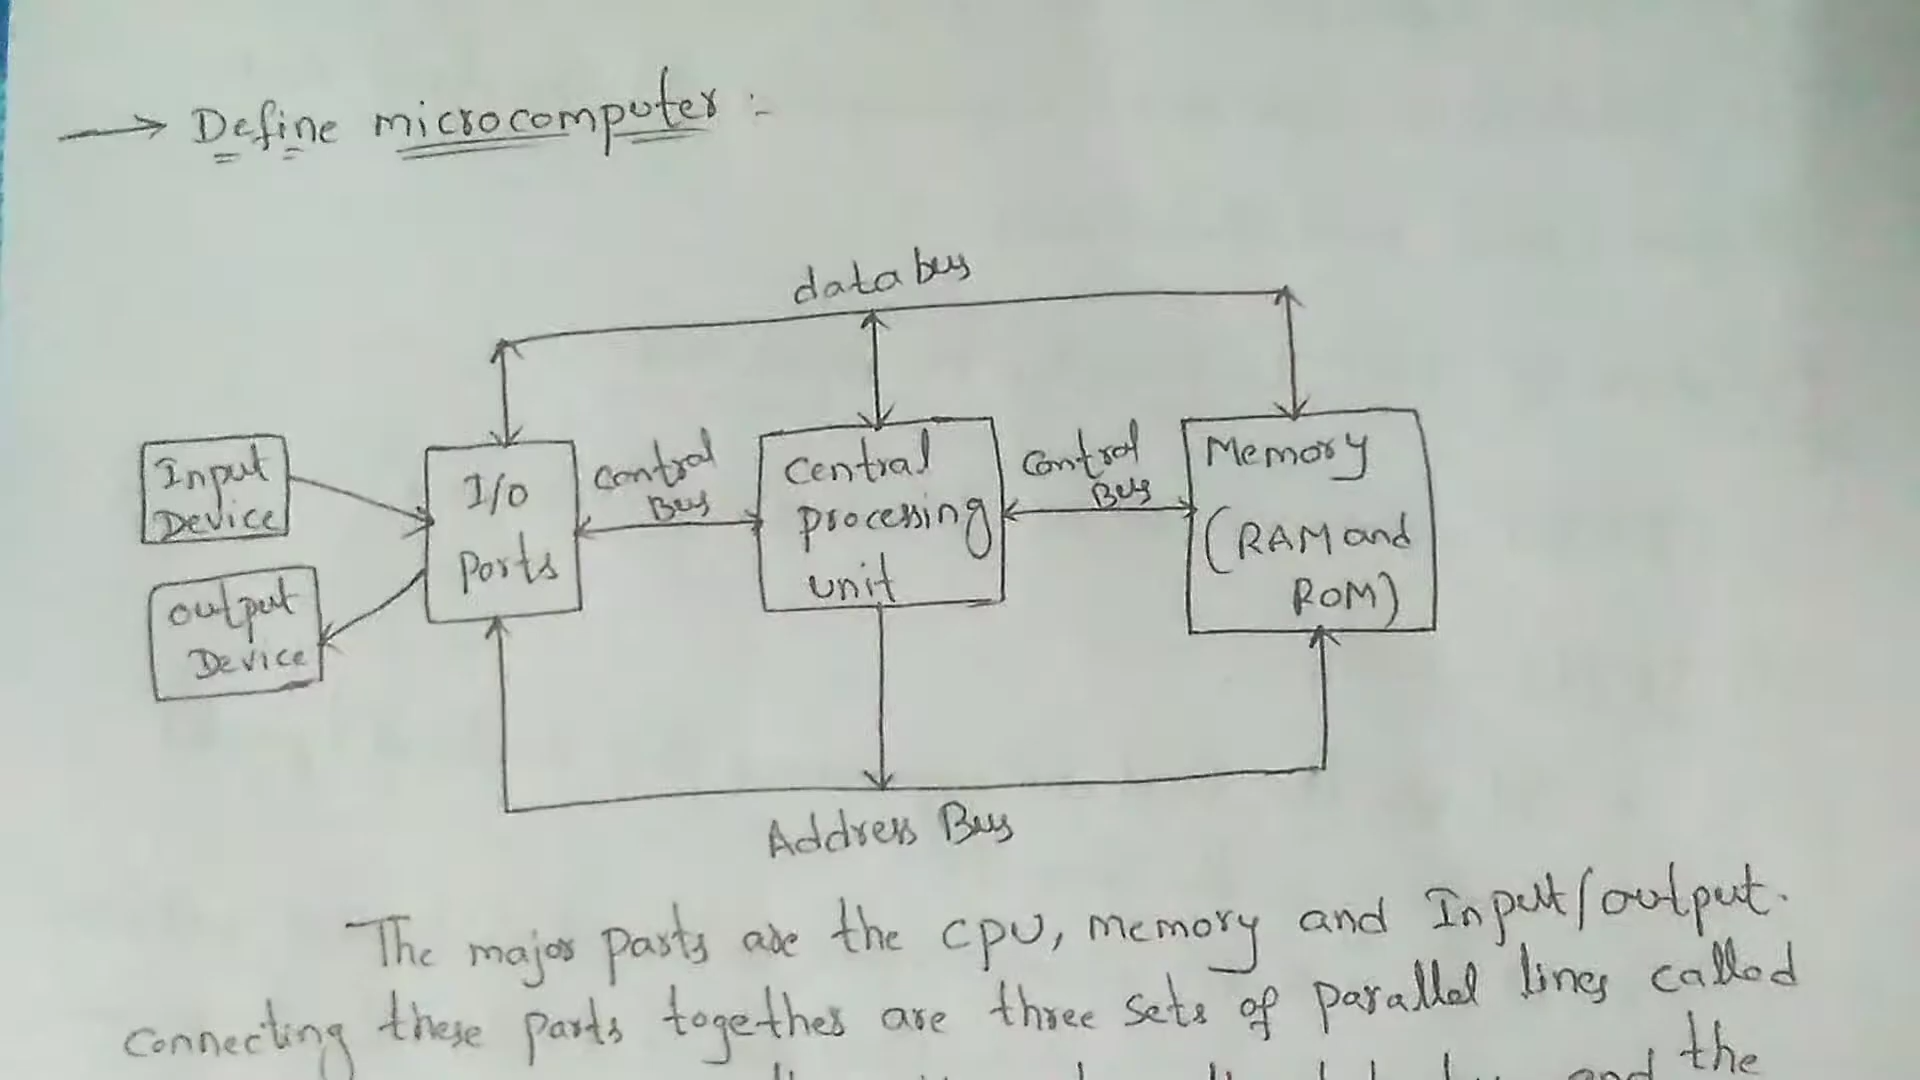 → Define microcomputer :-
data bus
Input
Device
I/O
Ports
Control
Bus
Central
processing
unit
Control
Bus
Memory
(RAM and
ROM)
output
Device
Address Bus
The major parts are the CPU, memory and Input/output.
connecting these parts together are three sets of parallel lines called
and the